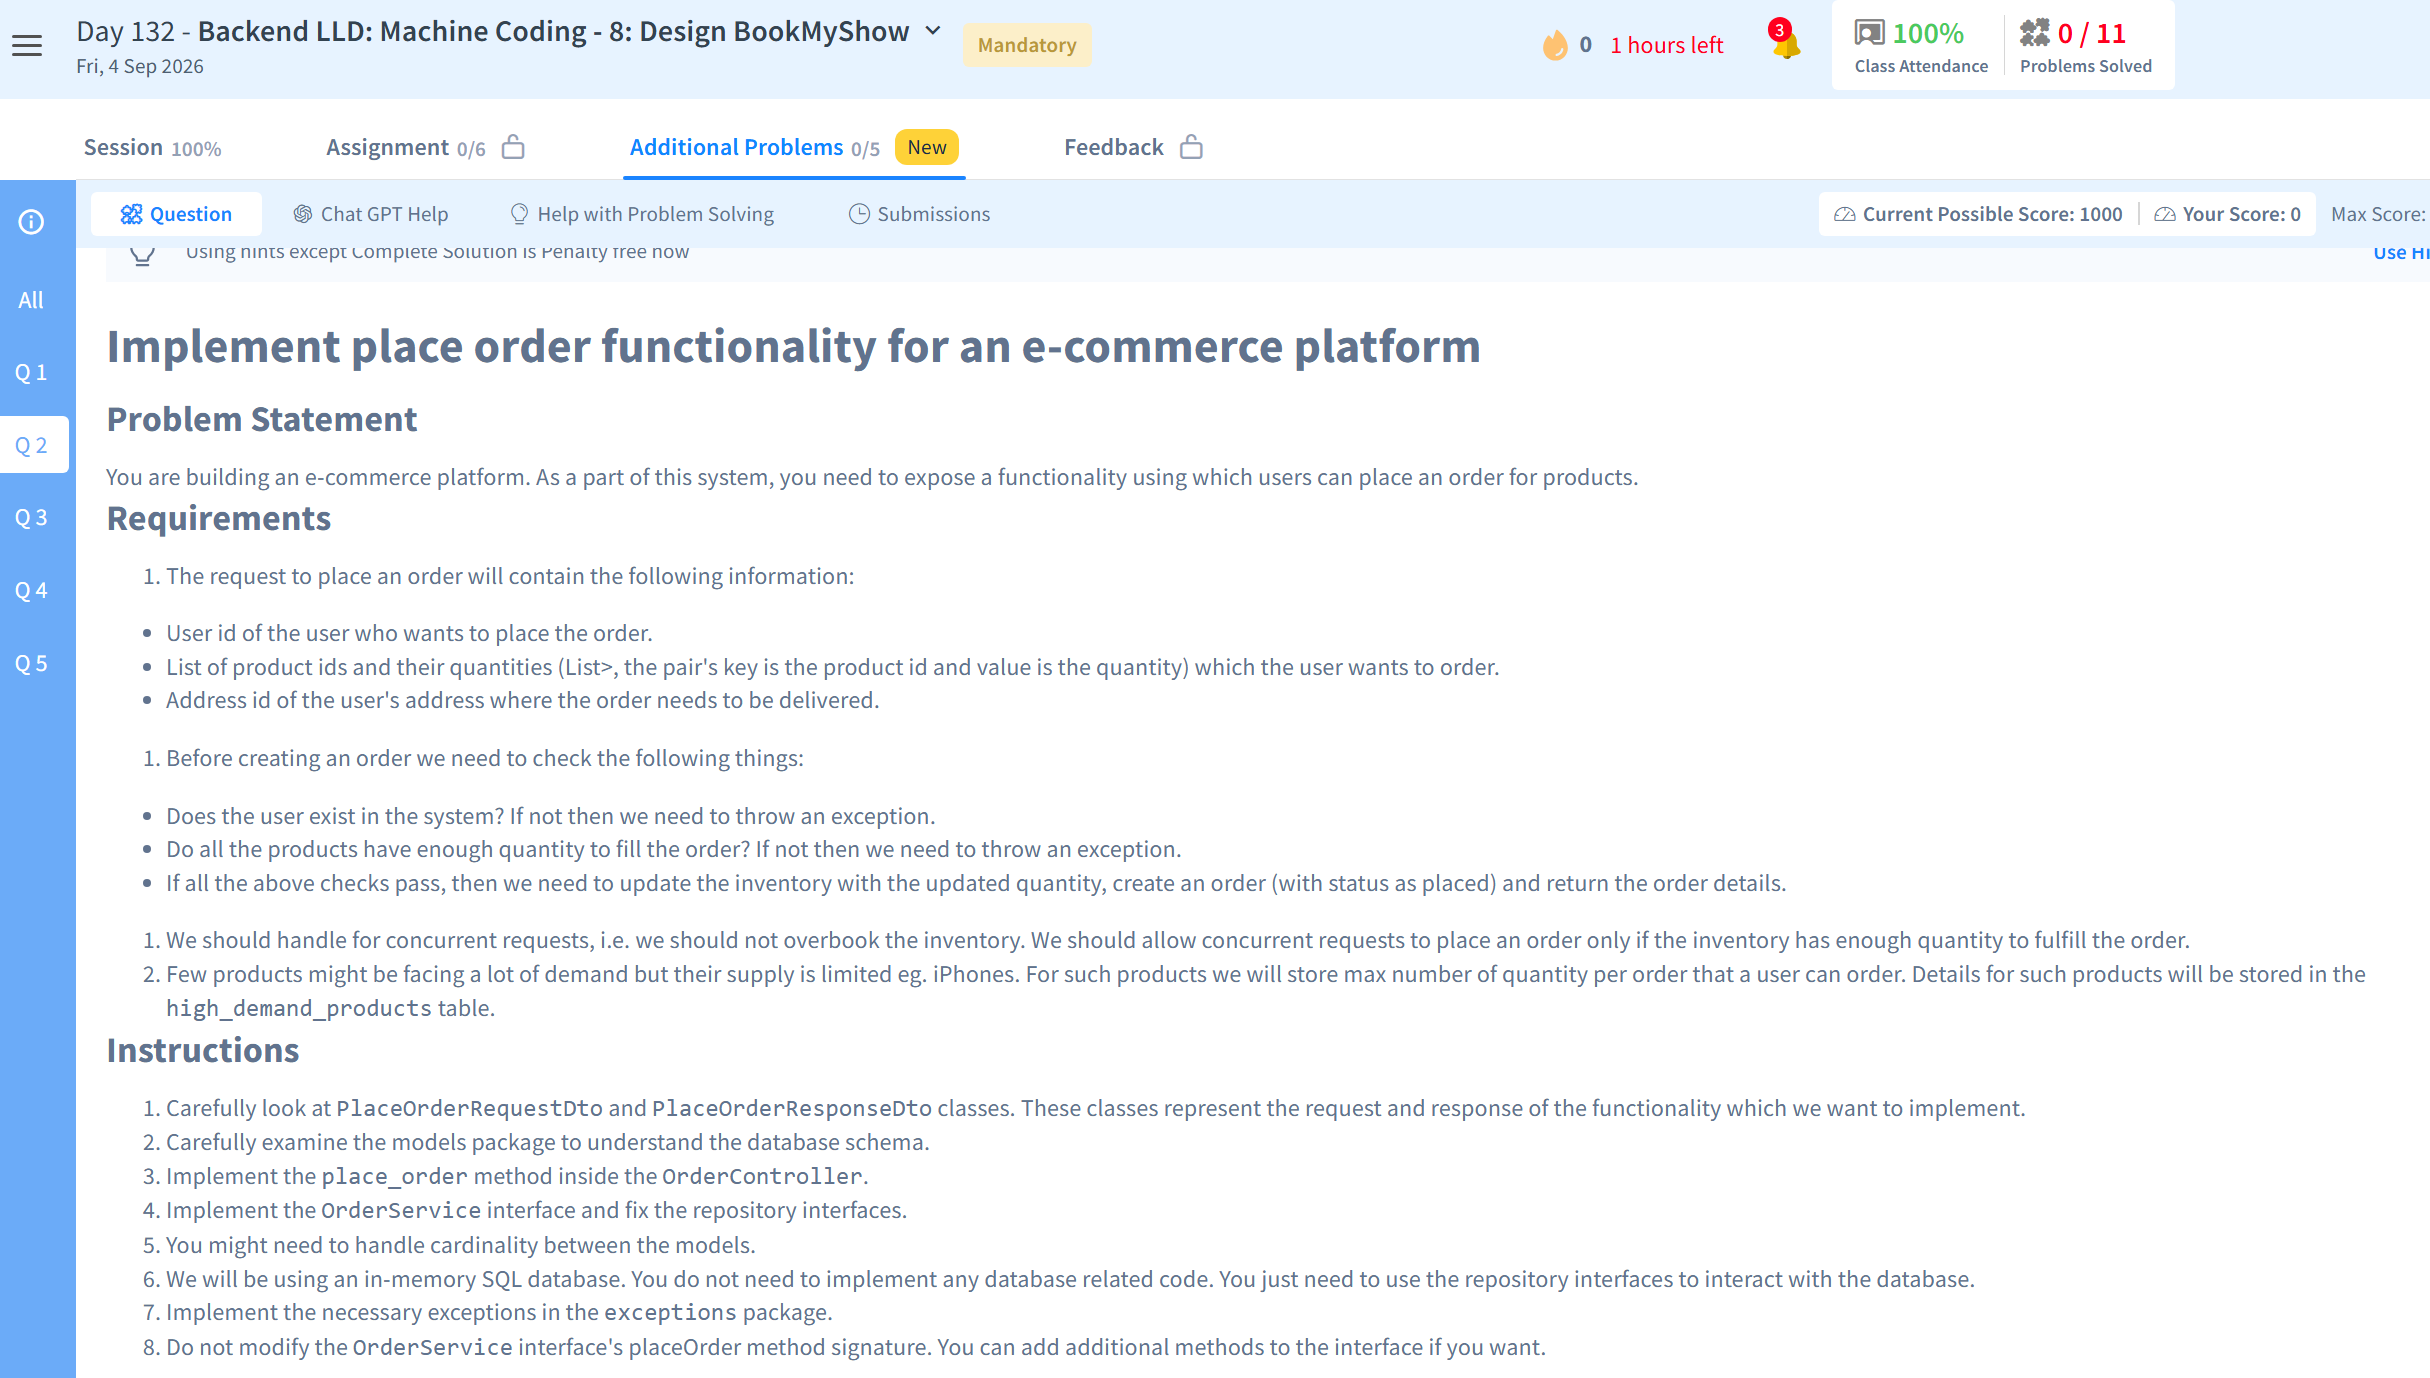 Day 132 - Backend LLD: Machine Coding - 8: Design BookMyShow
Mandatory
Fri, 4 Sep 2026
0
1 hours left
3
100%
Class Attendance
0 / 11
Problems Solved
Session 100%
Assignment 0/6
Additional Problems 0/5
New
Feedback
Question
Chat GPT Help
Help with Problem Solving
Submissions
Current Possible Score: 1000
Your Score: 0
Max Score:
Using hints except Complete Solution is Penalty free now
Use Hi
All
Q 1
Q 2
Q 3
Q 4
Q 5
Implement place order functionality for an e-commerce platform
Problem Statement
You are building an e-commerce platform. As a part of this system, you need to expose a functionality using which users can place an order for products.
Requirements
1. The request to place an order will contain the following information:
• User id of the user who wants to place the order.
• List of product ids and their quantities (List>, the pair's key is the product id and value is the quantity) which the user wants to order.
• Address id of the user's address where the order needs to be delivered.
1. Before creating an order we need to check the following things:
• Does the user exist in the system? If not then we need to throw an exception.
• Do all the products have enough quantity to fill the order? If not then we need to throw an exception.
• If all the above checks pass, then we need to update the inventory with the updated quantity, create an order (with status as placed) and return the order details.
1. We should handle for concurrent requests, i.e. we should not overbook the inventory. We should allow concurrent requests to place an order only if the inventory has enough quantity to fulfill the order.
2. Few products might be facing a lot of demand but their supply is limited eg. iPhones. For such products we will store max number of quantity per order that a user can order. Details for such products will be stored in the
high_demand_products table.
Instructions
1. Carefully look at PlaceOrderRequestDto and PlaceOrderResponseDto classes. These classes represent the request and response of the functionality which we want to implement.
2. Carefully examine the models package to understand the database schema.
3. Implement the place_order method inside the OrderController.
4. Implement the OrderService interface and fix the repository interfaces.
5. You might need to handle cardinality between the models.
6. We will be using an in-memory SQL database. You do not need to implement any database related code. You just need to use the repository interfaces to interact with the database.
7. Implement the necessary exceptions in the exceptions package.
8. Do not modify the OrderService interface's placeOrder method signature. You can add additional methods to the interface if you want.